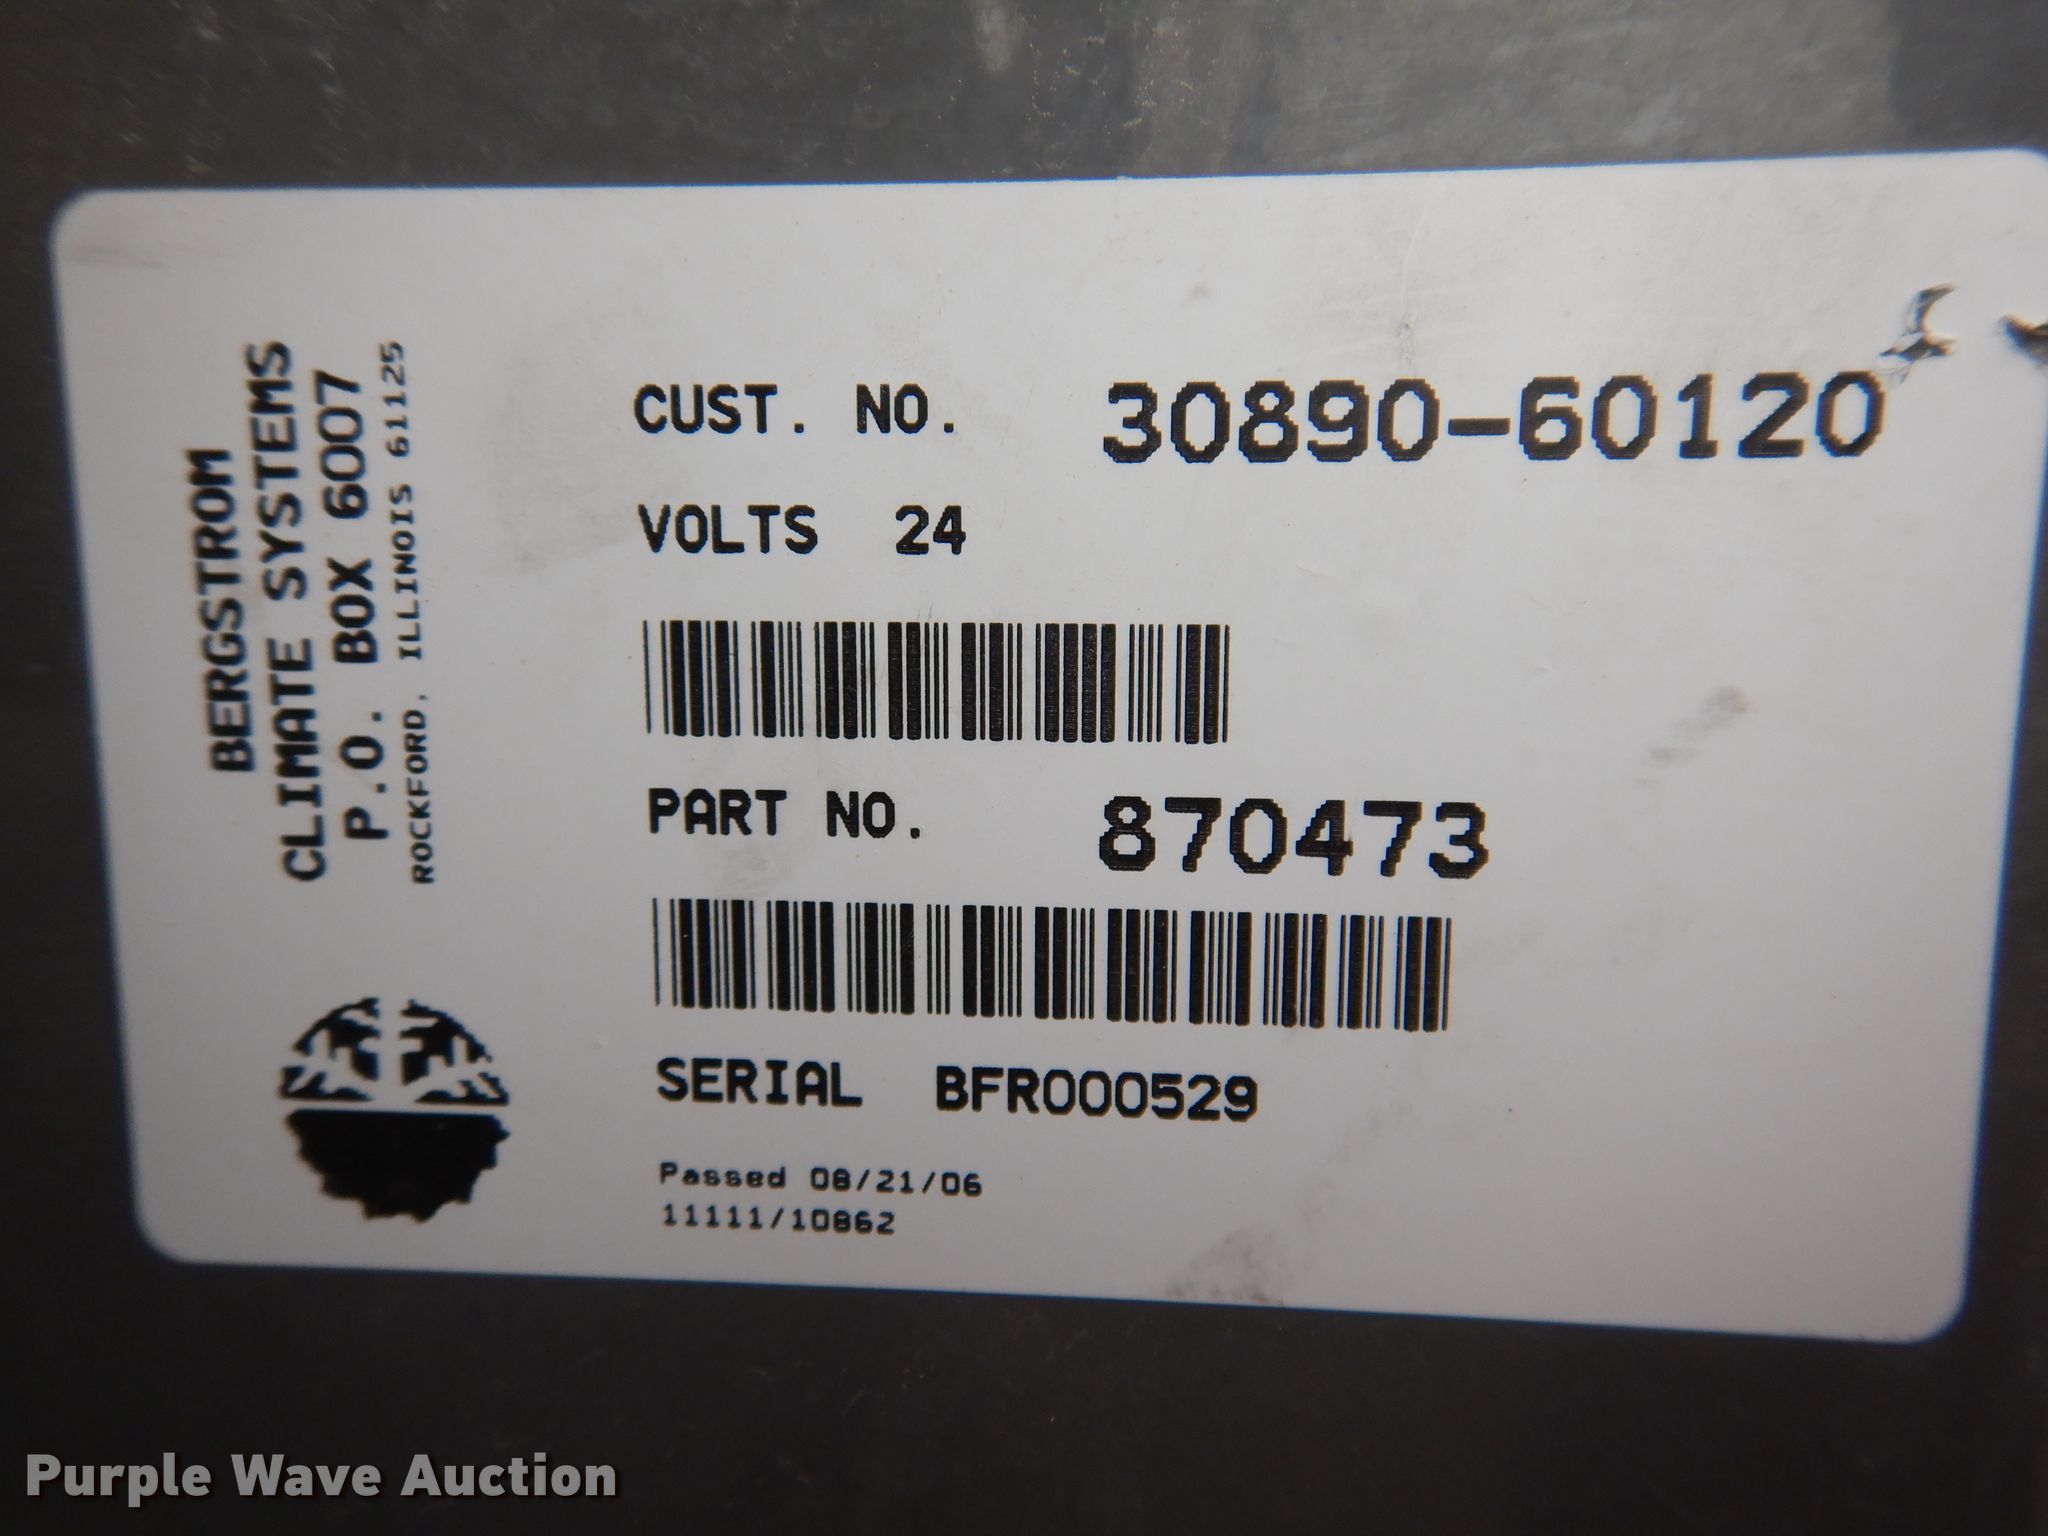 BERGSTROM
CLIMATE SYSTEMS
P.O. BOX 6007
ROCKFORD, ILLINOIS 61125
CUST. NO. 30890-60120
VOLTS 24
PART NO. 870473
SERIAL BFR000529
Passed 08/21/06
11111/10862
Purple Wave Auction